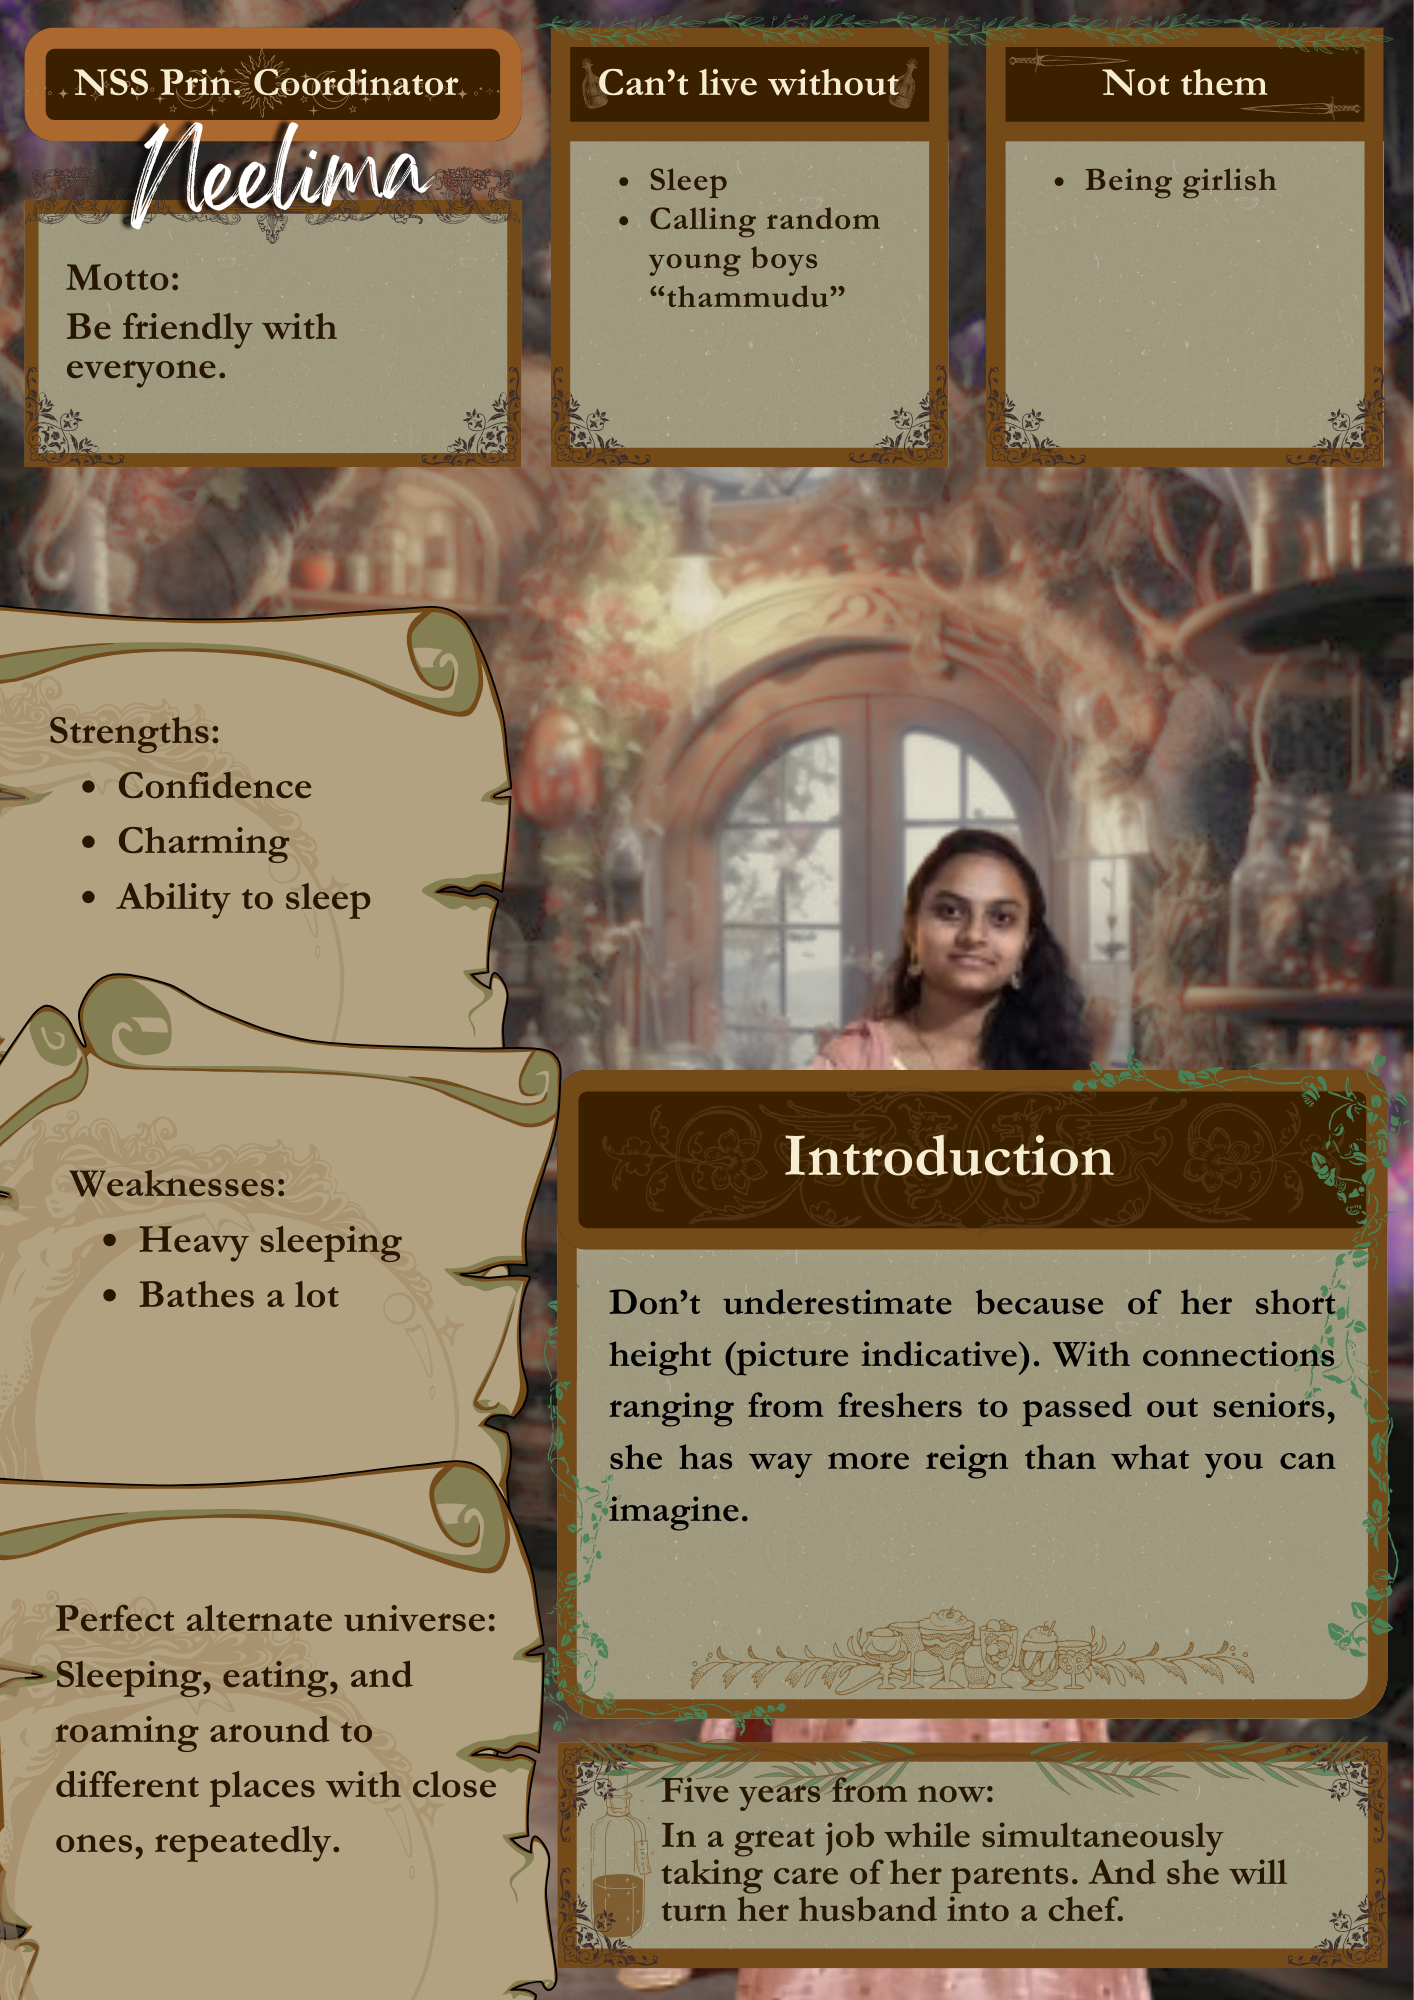 NSS Prin. Coordinator
Neelima
Motto:
Be friendly with
everyone.
Can't live without
• Sleep
• Calling random
young boys
“thammudu”
Not them
• Being girlish
Strengths:
• Confidence
• Charming
• Ability to sleep
Weaknesses:
• Heavy sleeping
• Bathes a lot
Perfect alternate universe:
Sleeping, eating, and
roaming around to
different places with close
ones, repeatedly.
Introduction
Don't underestimate because of her short
height (picture indicative). With connections
ranging from freshers to passed out seniors,
she has way more reign than what you can
imagine.
Five years from now:
In a great job while simultaneously
taking care of her parents. And she will
turn her husband into a chef.